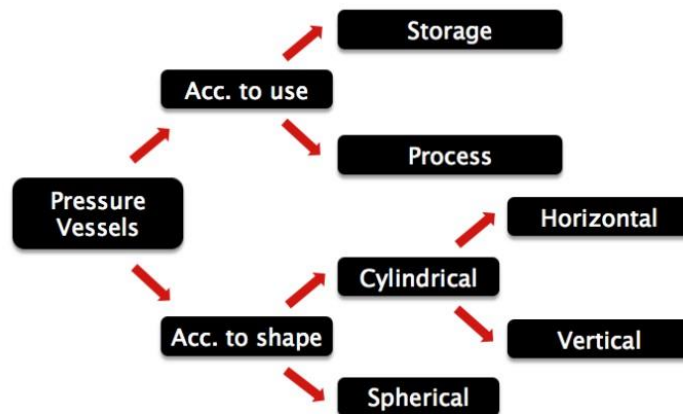 Storage
Acc. to use
Process
Pressure
Vessels
Horizontal
Cylindrical
Acc. to shape
Vertical
Spherical